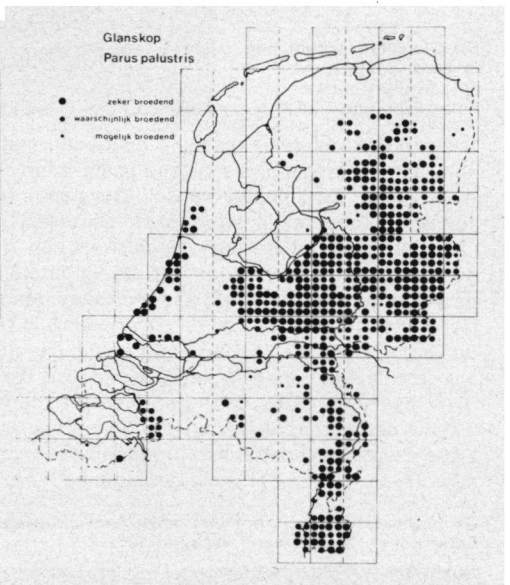 Glanskop
Parus palustris
zeker broedend
waarschijnlijk broedend
mogelijk broedend